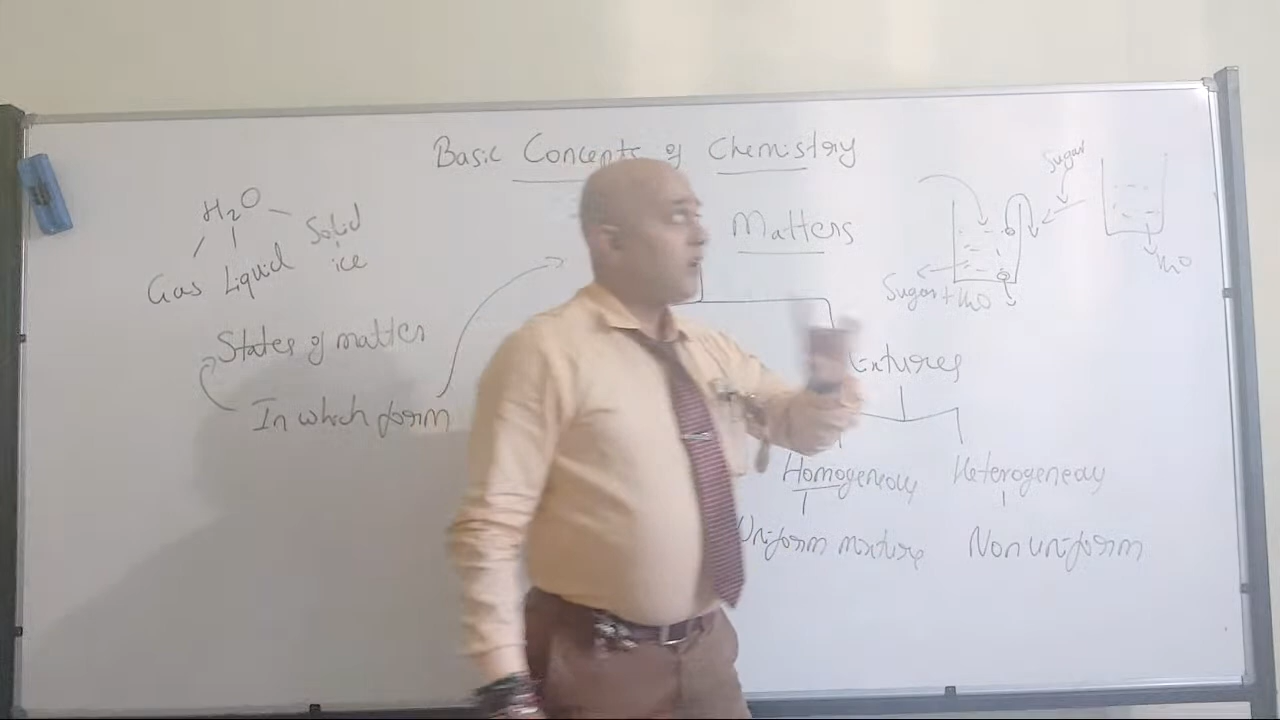 Basic Concepts of Chemistry
H2O
Gas Liquid Solid
ice
States of matter
In which form
Matters
Mixtures
Homogeneous Heterogeneous
Uniform mixture Non uniform
Sugar
H2O
Sugar + H2O